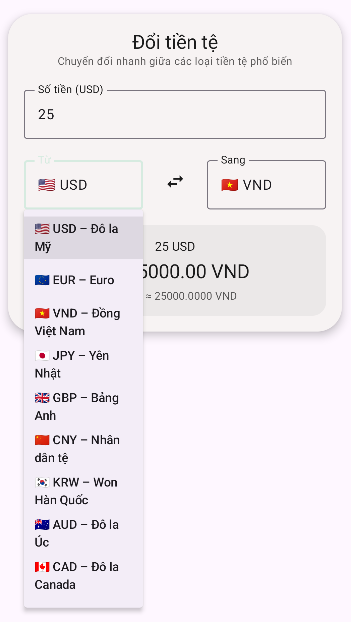 Đổi tiền tệ
Chuyển đổi nhanh giữa các loại tiền tệ phổ biến
Số tiền (USD)
25
Từ
Sang
USD
VND
USD – Đô la
Mỹ
EUR – Euro
VND – Đồng
Việt Nam
JPY – Yên
Nhật
GBP – Bảng
Anh
CNY – Nhân
dân tệ
KRW – Won
Hàn Quốc
AUD – Đô la
Úc
CAD – Đô la
Canada
25 USD
5000.00 VND
≈ 25000.0000 VND